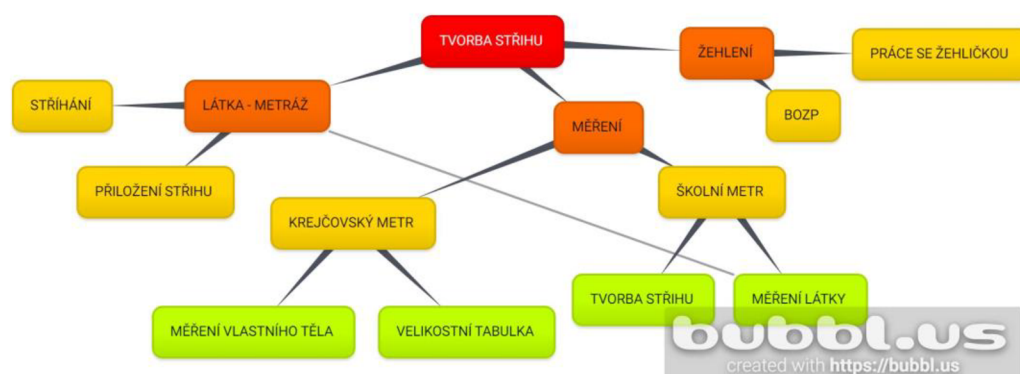 TVORBA STŘIHU
ŽEHLENÍ
PRÁCE SE ŽEHLIČKOU
STŘÍHÁNÍ
LÁTKA - METRÁŽ
BOZP
MĚŘENÍ
PŘILOŽENÍ STŘIHU
ŠKOLNÍ METR
KREJČOVSKÝ METR
TVORBA STŘIHU
MĚŘENÍ LÁTKY
MĚŘENÍ VLASTNÍHO TĚLA
VELIKOSTNÍ TABULKA
bubbl.us
created with https://bubbl.us